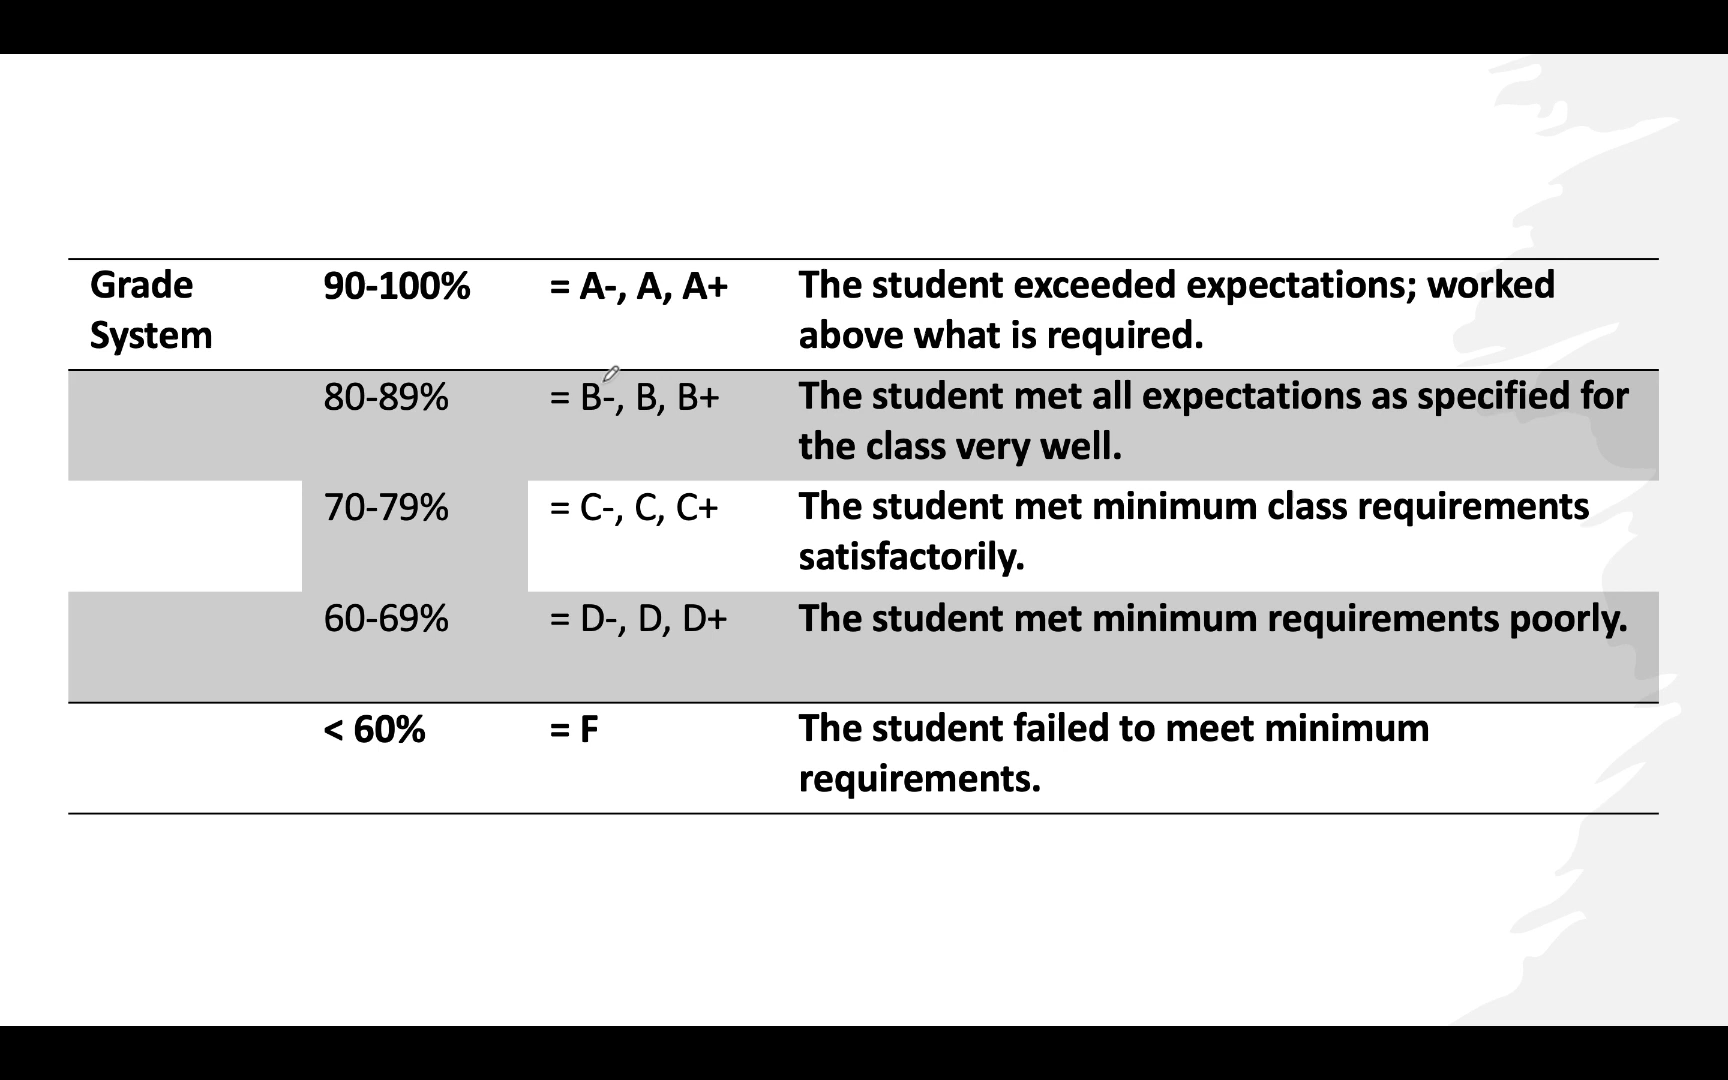 Grade System 90-100% = A-, A, A+ The student exceeded expectations; worked above what is required.
80-89% = B-, B, B+ The student met all expectations as specified for the class very well.
70-79% = C-, C, C+ The student met minimum class requirements satisfactorily.
60-69% = D-, D, D+ The student met minimum requirements poorly.
< 60% = F The student failed to meet minimum requirements.